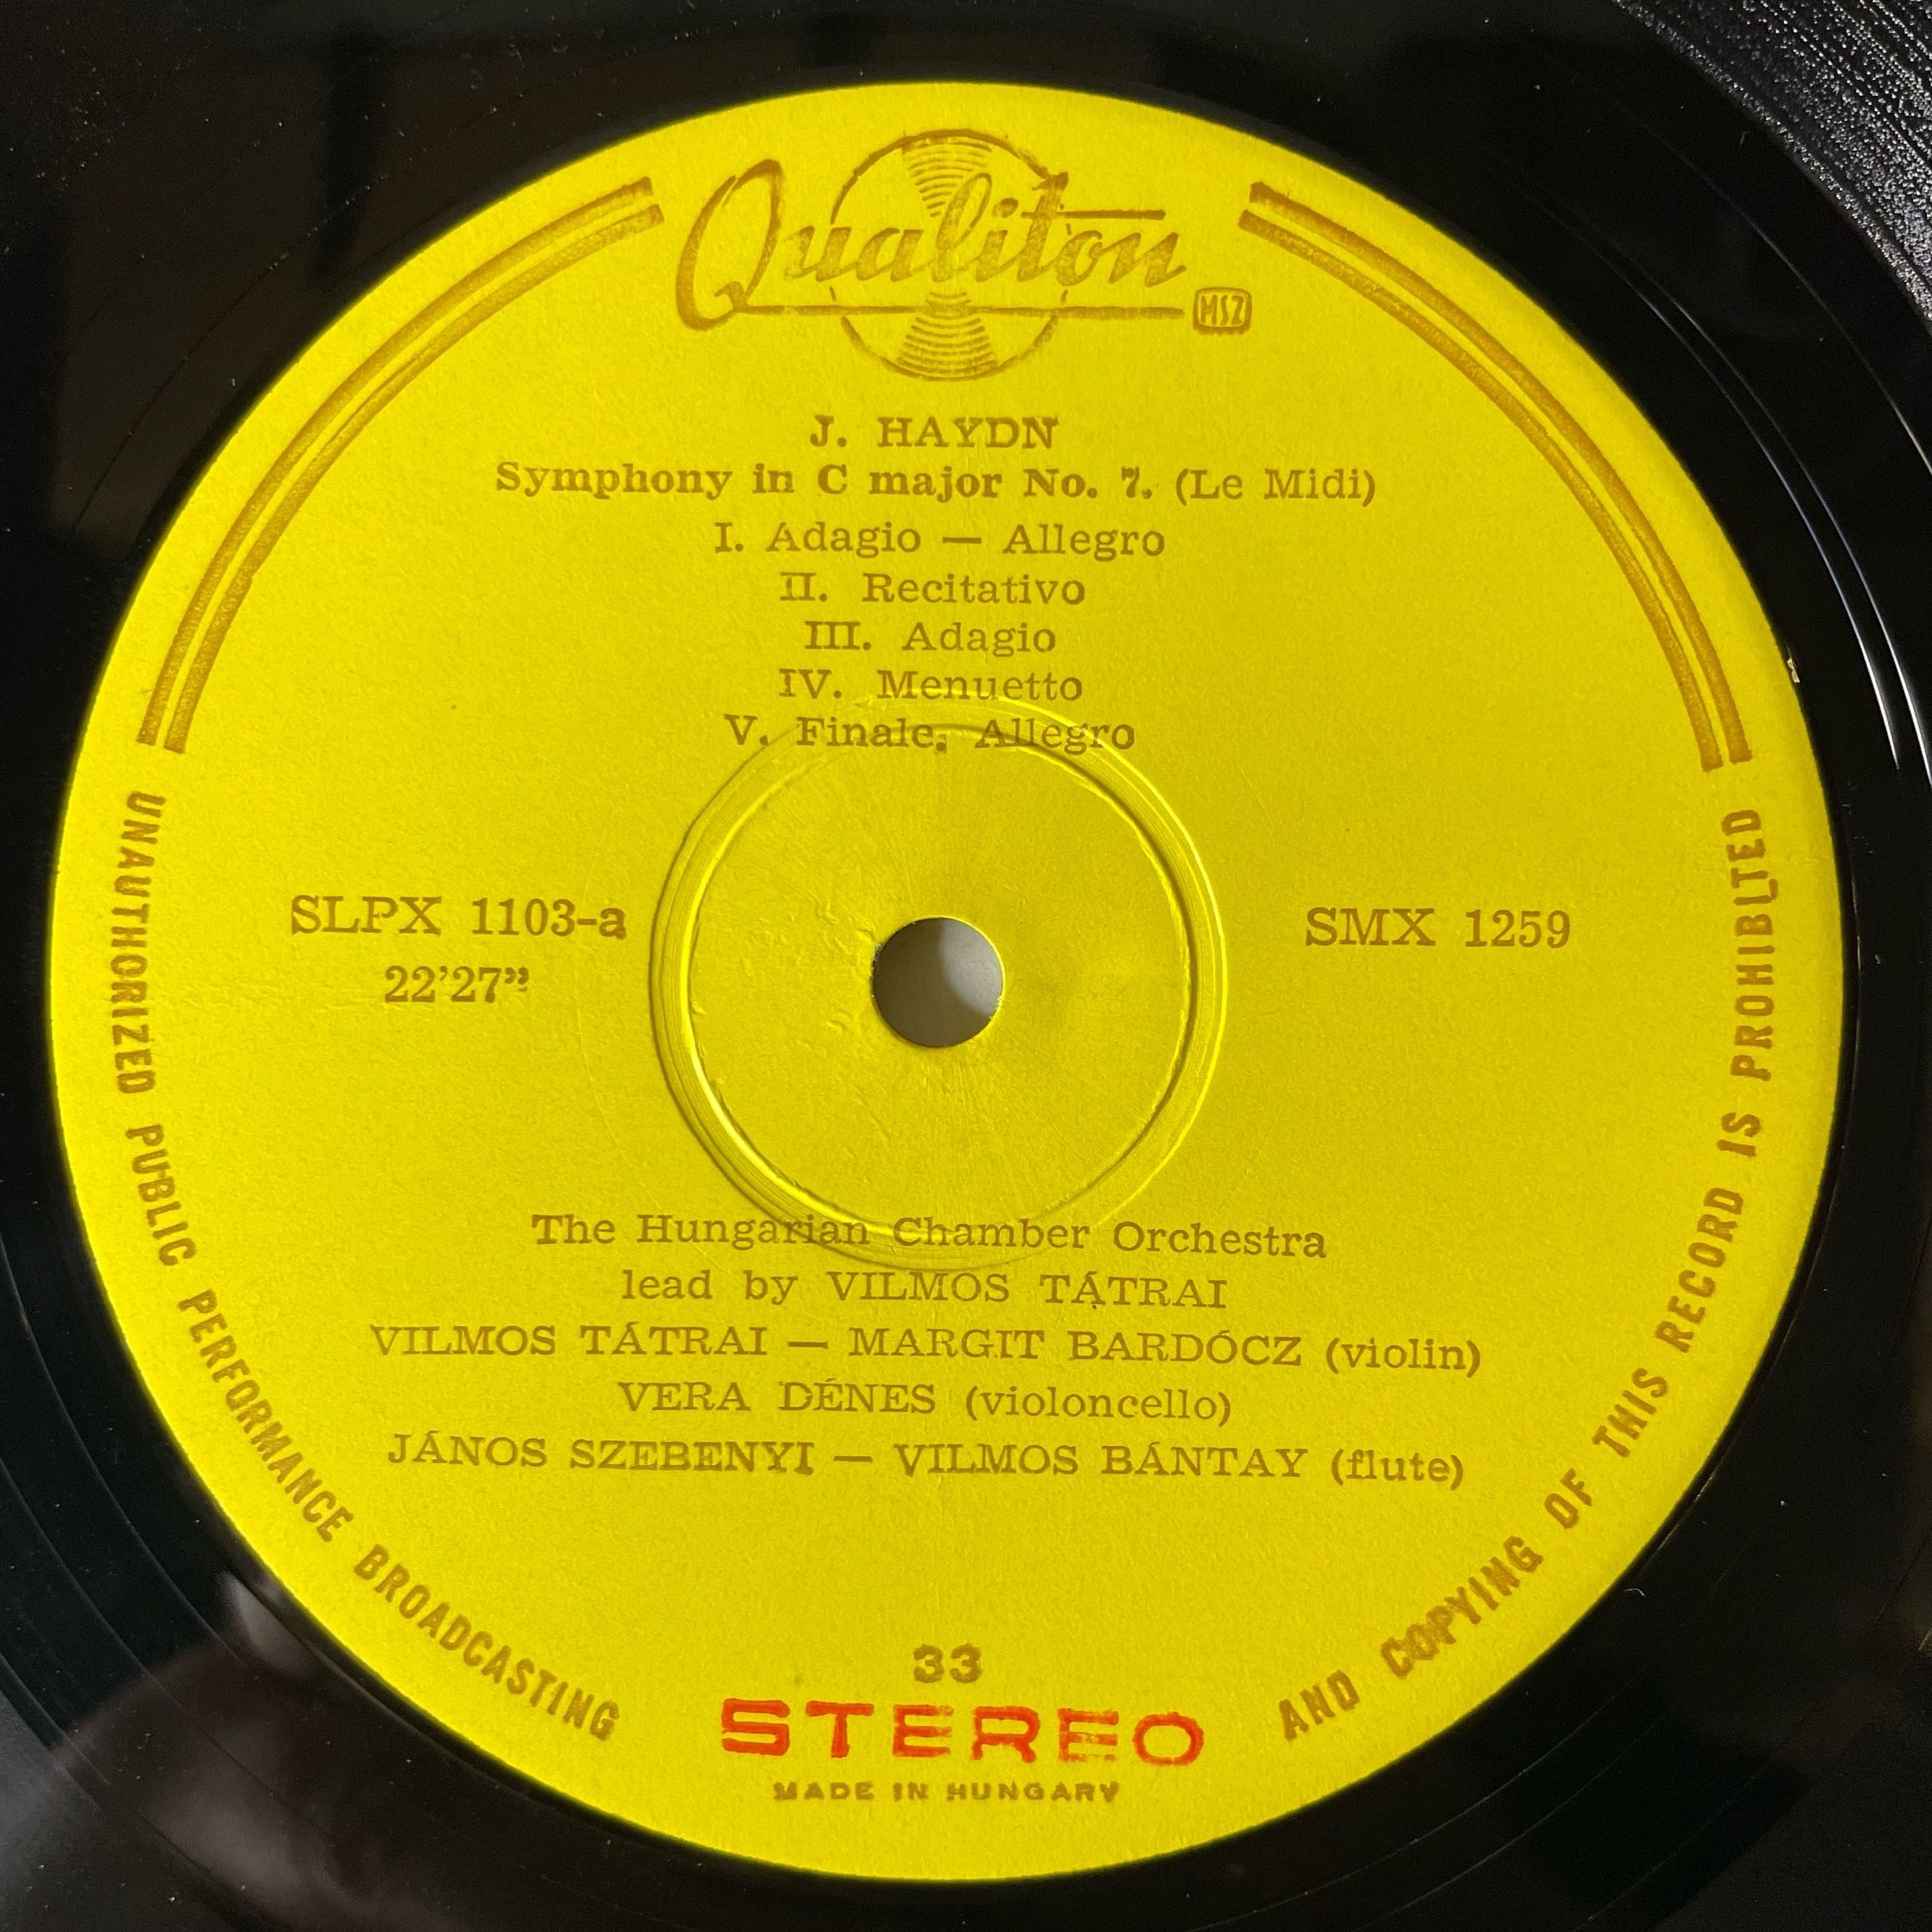 Qualiton
MSZ
J. HAYDN
Symphony in C major No. 7. (Le Midi)
I. Adagio — Allegro
II. Recitativo
III. Adagio
IV. Menuetto
V. Finale, Allegro
SLPX 1103-a
22’27”
SMX 1259
The Hungarian Chamber Orchestra
lead by VILMOS TÁTRAI
VILMOS TÁTRAI — MARGIT BARDÓCZ (violin)
VERA DÉNES (violoncello)
JÁNOS SZEBENYI — VILMOS BÁNTAY (flute)
33
STEREO
MADE IN HUNGARY
UNAUTHORIZED PUBLIC PERFORMANCE BROADCASTING AND COPYING OF THIS RECORD IS PROHIBITED